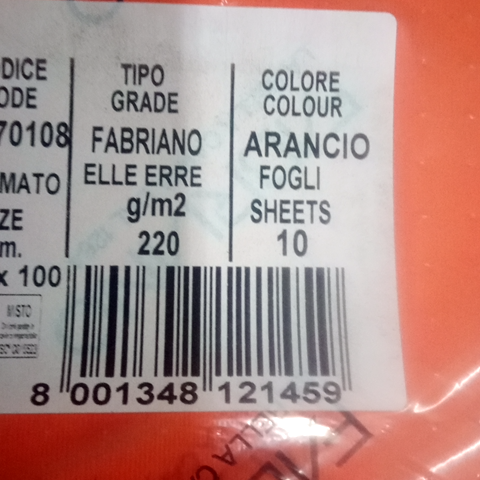 DICE
ODE
70108
MATO
ZE
m.
x 100
TIPO
GRADE
FABRIANO
ELLE ERRE
g/m2
220
COLORE
COLOUR
ARANCIO
FOGLI
SHEETS
10
MISTO
8 001348 121459
ELLA